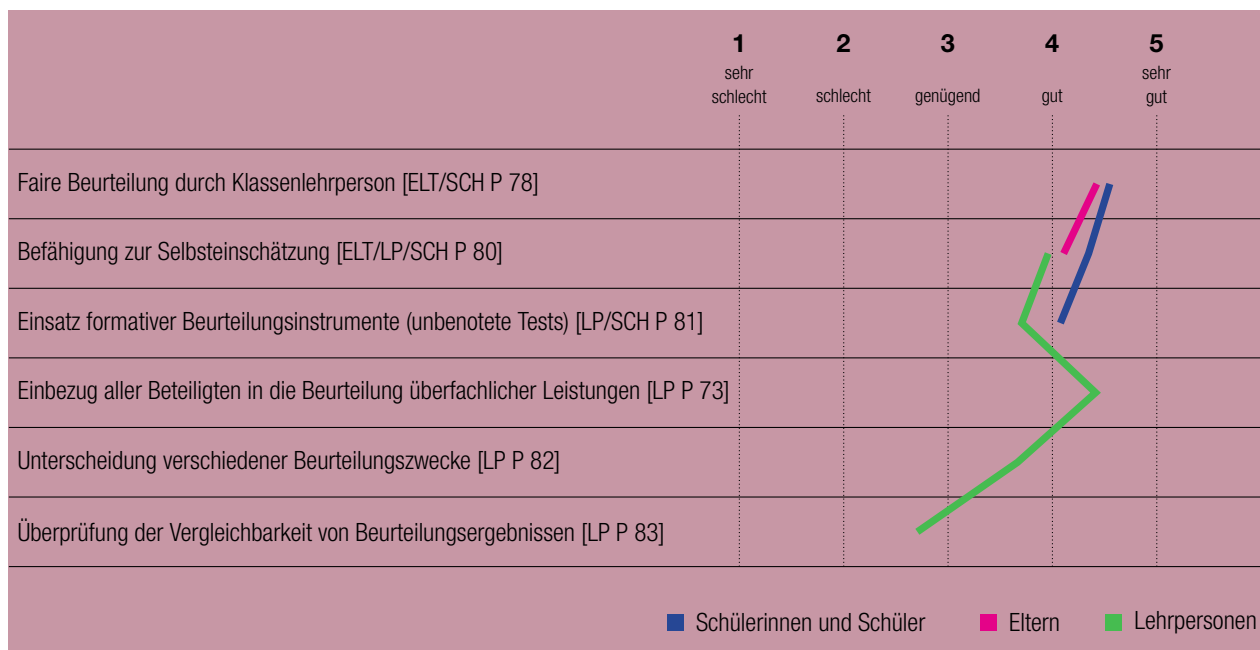 1 2 3 4 5
sehr schlecht schlecht genügend gut sehr gut
Faire Beurteilung durch Klassenlehrperson [ELT/SCH P 78]
Befähigung zur Selbsteinschätzung [ELT/LP/SCH P 80]
Einsatz formativer Beurteilungsinstrumente (unbenotete Tests) [LP/SCH P 81]
Einbezug aller Beteiligten in die Beurteilung überfachlicher Leistungen [LP P 73]
Unterscheidung verschiedener Beurteilungszwecke [LP P 82]
Überprüfung der Vergleichbarkeit von Beurteilungsergebnissen [LP P 83]
Schülerinnen und Schüler Eltern Lehrpersonen